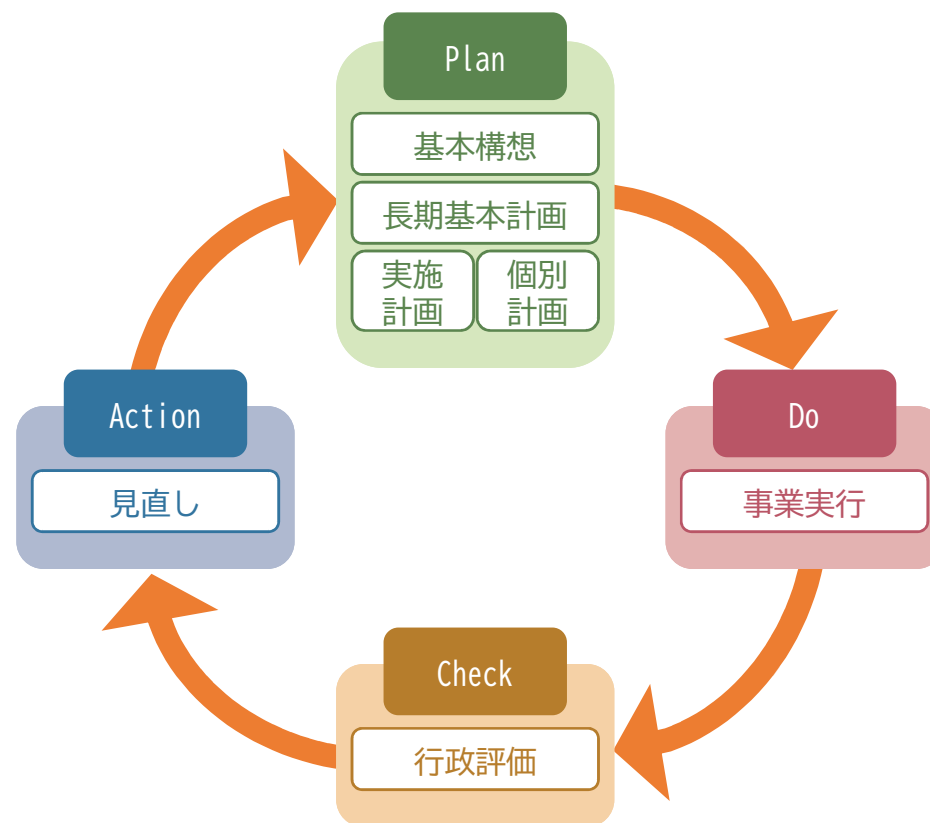 Plan
基本構想
長期基本計画
実施
計画
個別
計画
Action
見直し
Do
事業実行
Check
行政評価